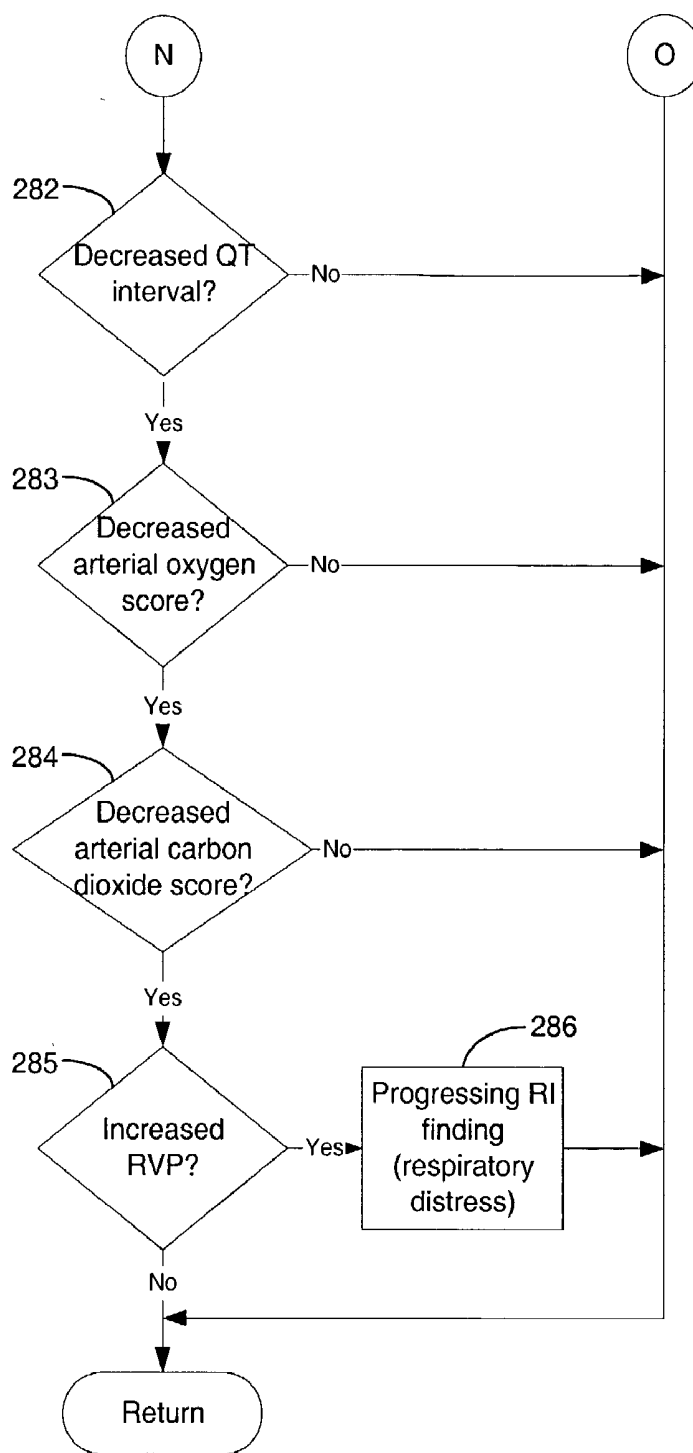 N
O
282
Decreased QT
interval?
No
Yes
283
Decreased
arterial oxygen
score?
No
Yes
284
Decreased
arterial carbon
dioxide score?
No
Yes
285
Increased
RVP?
Yes
286
Progressing RI
finding
(respiratory
distress)
No
Return